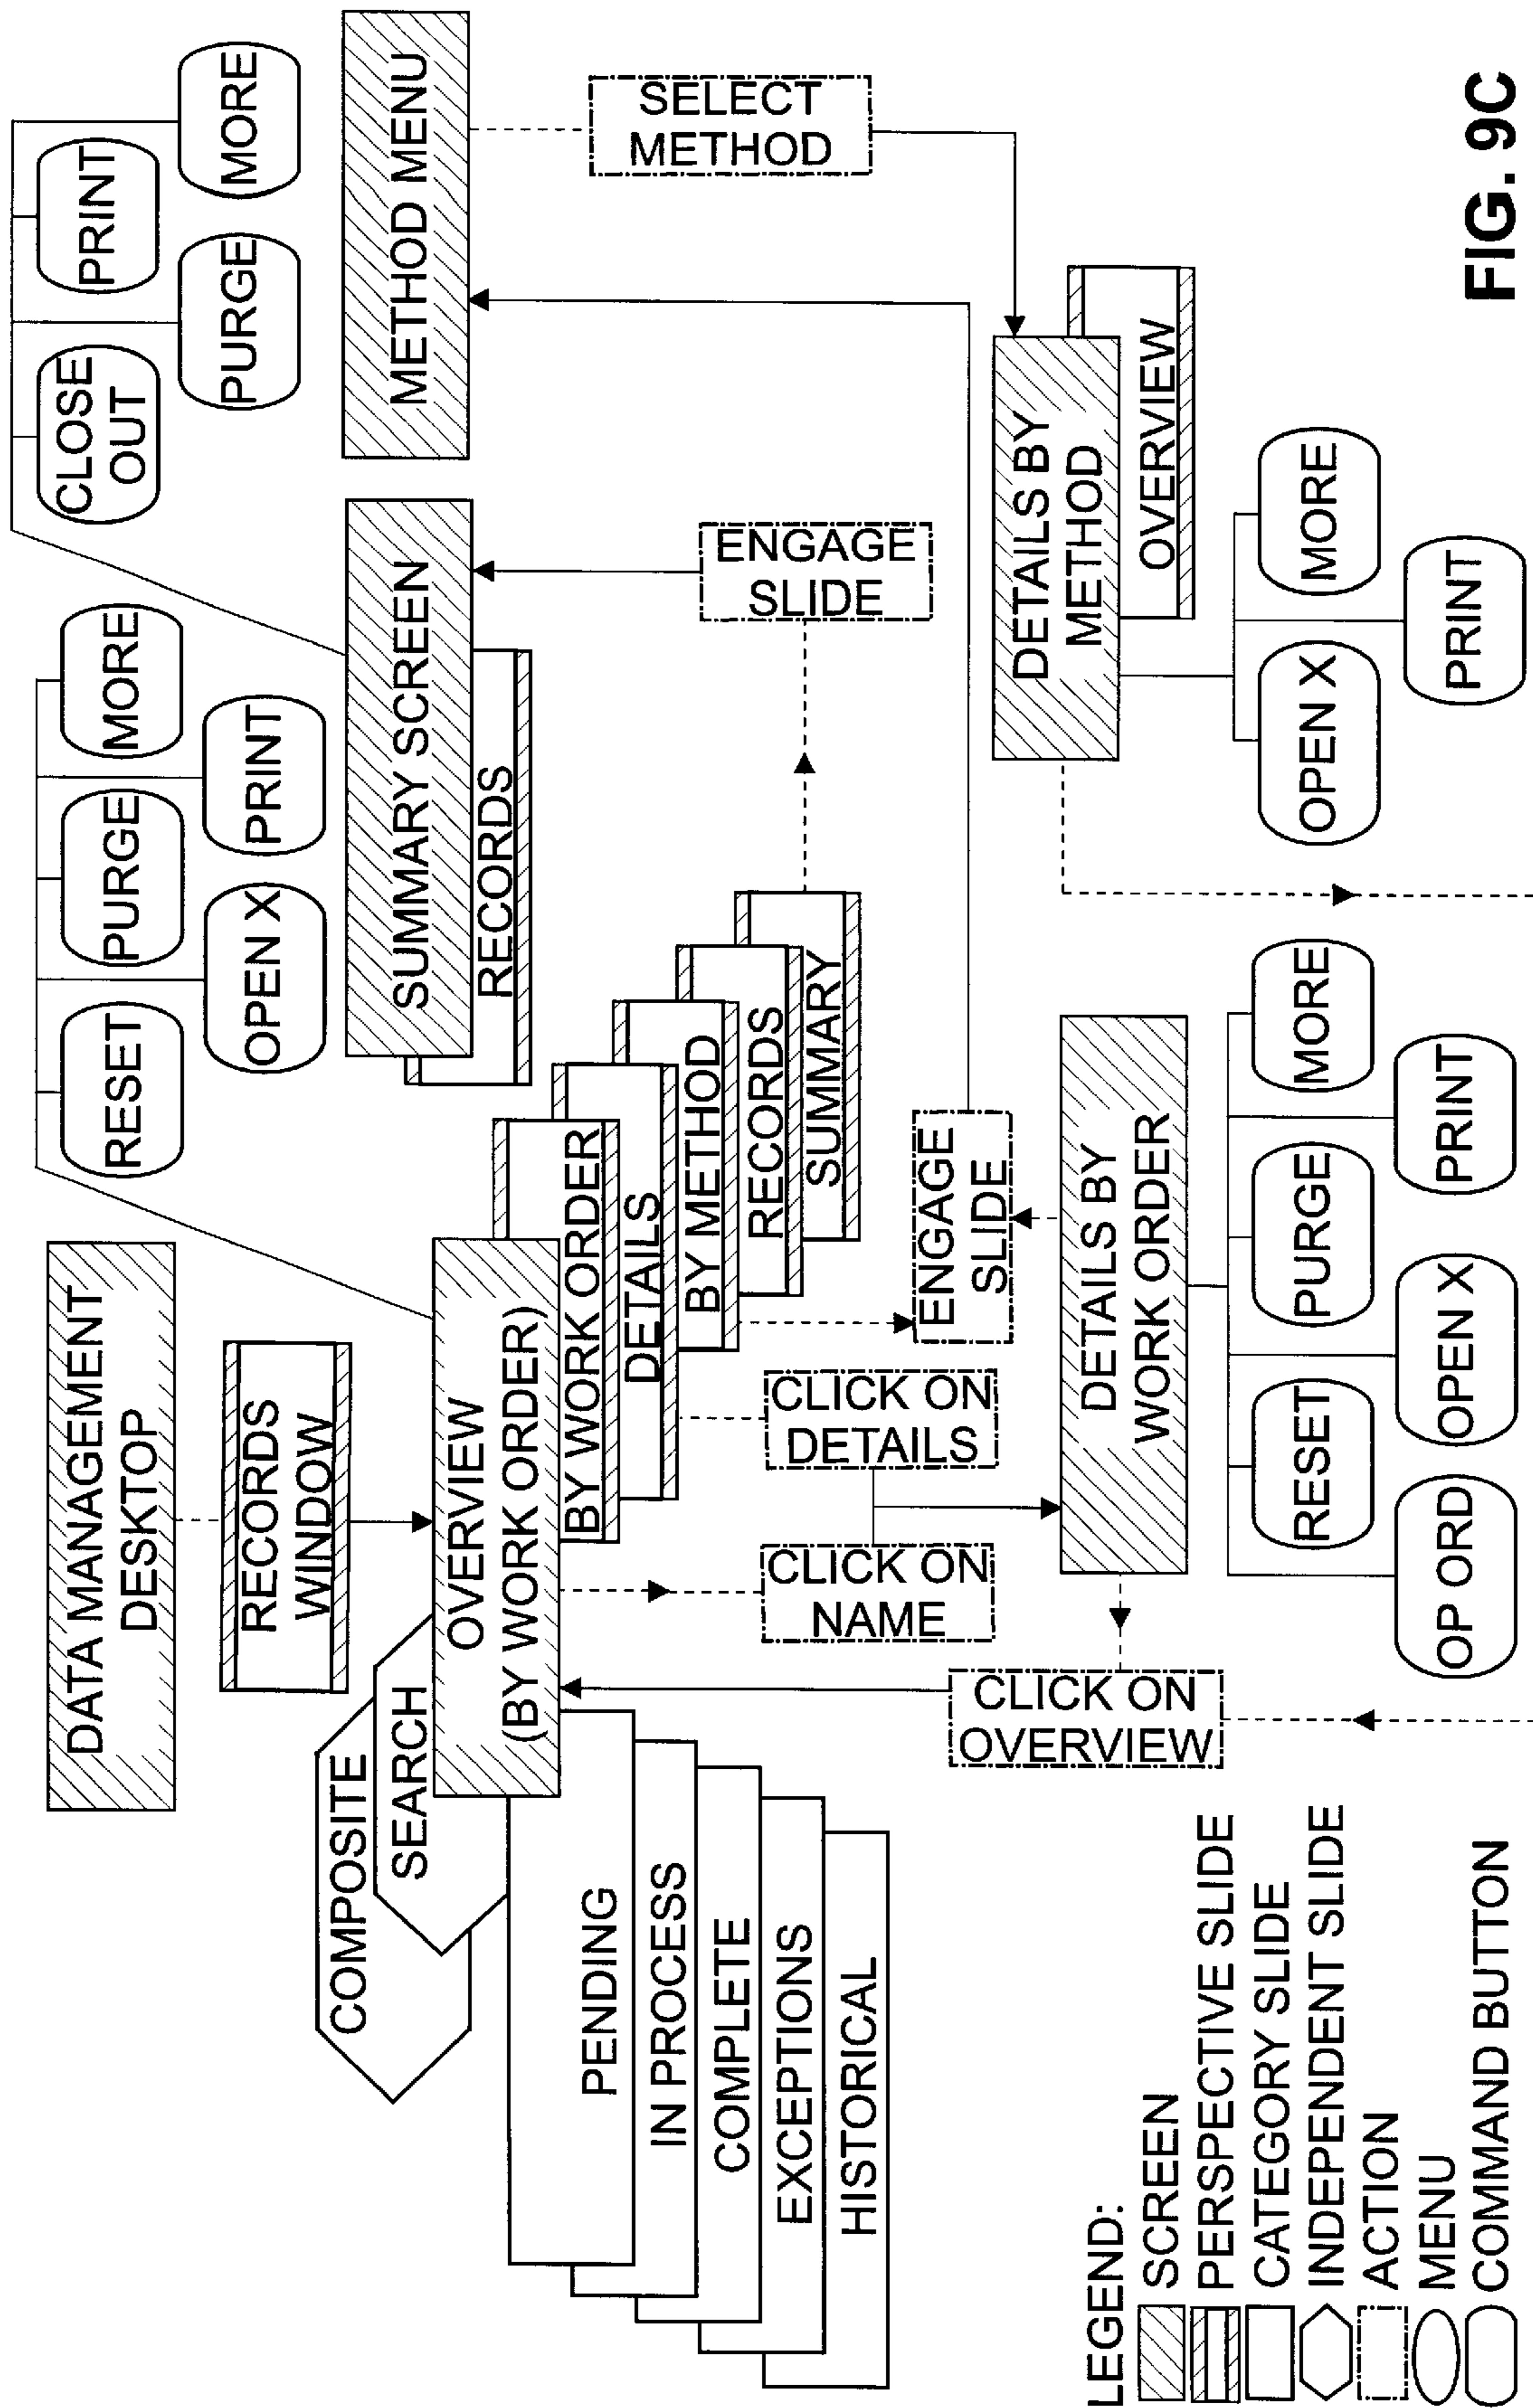 DATA MANAGEMENT
DESKTOP
RECORDS
WINDOW
COMPOSITE
SEARCH
OVERVIEW
(BY WORK ORDER)
PENDING
IN PROCESS
COMPLETE
EXCEPTIONS
HISTORICAL
BY WORK ORDER
DETAILS
BY METHOD
RECORDS
SUMMARY
RESET
PURGE
MORE
OPEN X
PRINT
SUMMARY SCREEN
RECORDS
CLOSE
OUT
PRINT
PURGE
MORE
METHOD MENU
ENGAGE
SLIDE
SELECT
METHOD
CLICK ON
DETAILS
CLICK ON
NAME
ENGAGE
SLIDE
CLICK ON
OVERVIEW
DETAILS BY
WORK ORDER
RESET
PURGE
MORE
OP ORD
OPEN X
PRINT
DETAILS BY
METHOD
OVERVIEW
OPEN X
MORE
PRINT
LEGEND:
SCREEN
PERSPECTIVE SLIDE
CATEGORY SLIDE
INDEPENDENT SLIDE
ACTION
MENU
COMMAND BUTTON
FIG. 9C